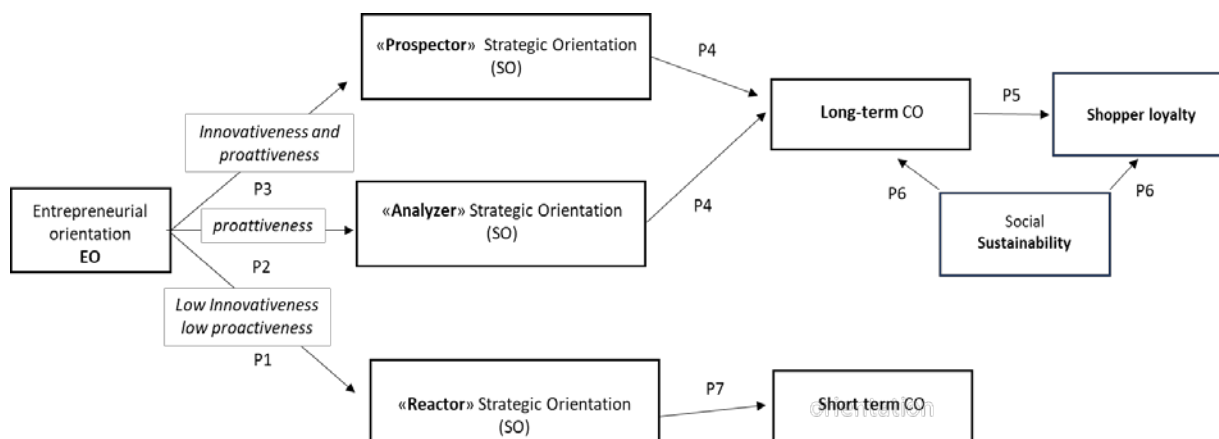 «Prospector» Strategic Orientation
(SO)
P4
Long-term CO
P5
Shopper loyalty
Innovativeness and
proattiveness
P3
P6
P6
Entrepreneurial
orientation
EO
proattiveness
«Analyzer» Strategic Orientation
(SO)
P4
Social
Sustainability
P2
Low Innovativeness
low proactiveness
P1
«Reactor» Strategic Orientation
(SO)
P7
Short term CO
orientation